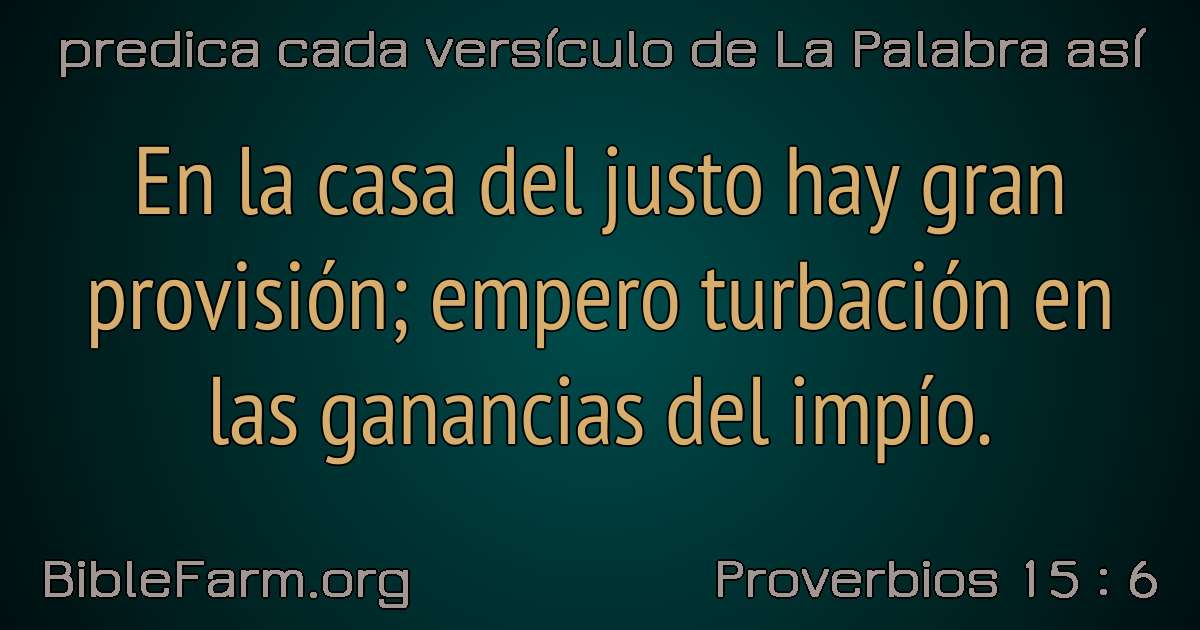 predica cada versículo de La Palabra así
En la casa del justo hay gran
provisión; empero turbación en
las ganancias del impío.
BibleFarm.org
Proverbios 15 : 6